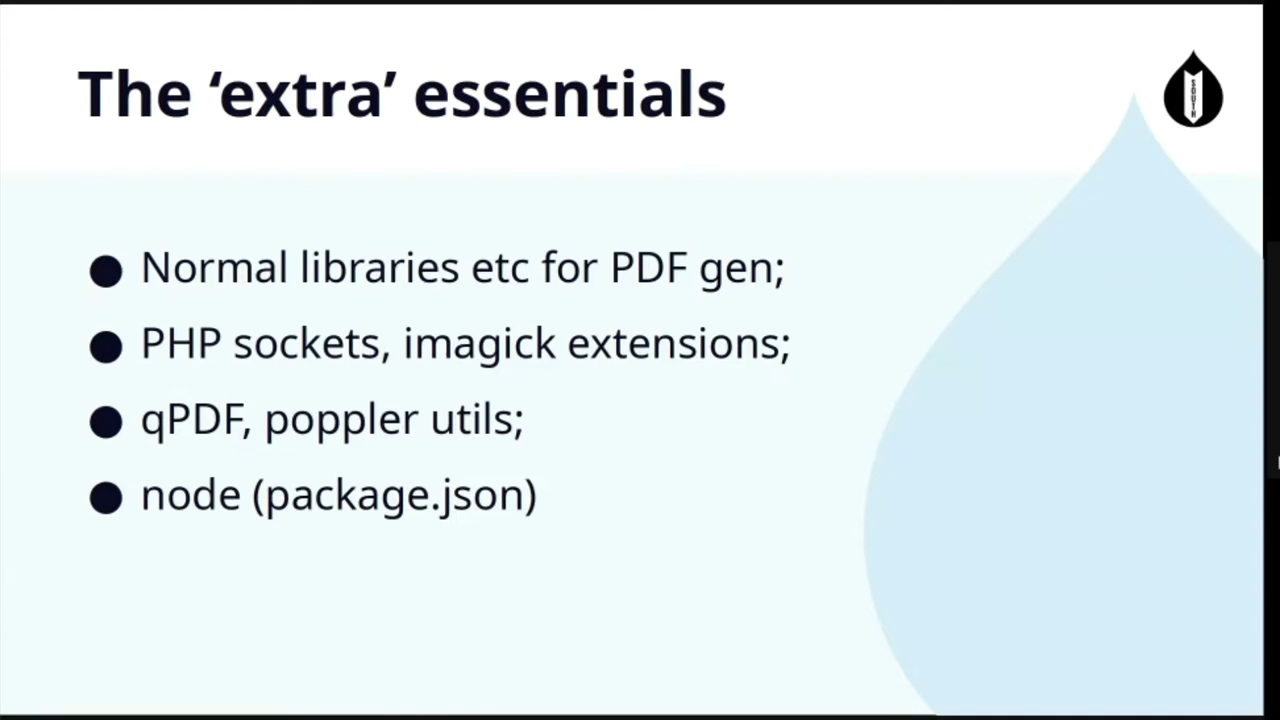 The ‘extra’ essentials
SOUTH
● Normal libraries etc for PDF gen;
● PHP sockets, imagick extensions;
● qPDF, poppler utils;
● node (package.json)